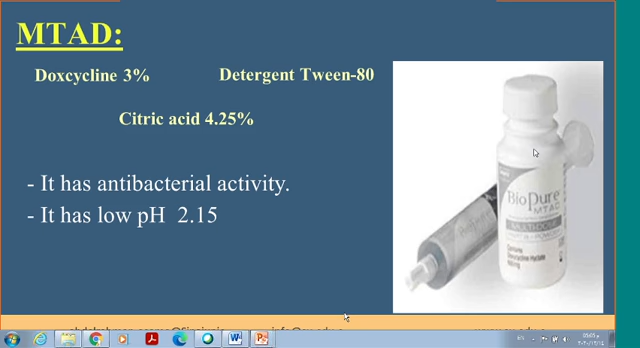 MTAD:
Doxcycline 3%
Detergent Tween-80
Citric acid 4.25%
- It has antibacterial activity.
- It has low pH 2.15
BioPure
MTAD
EN